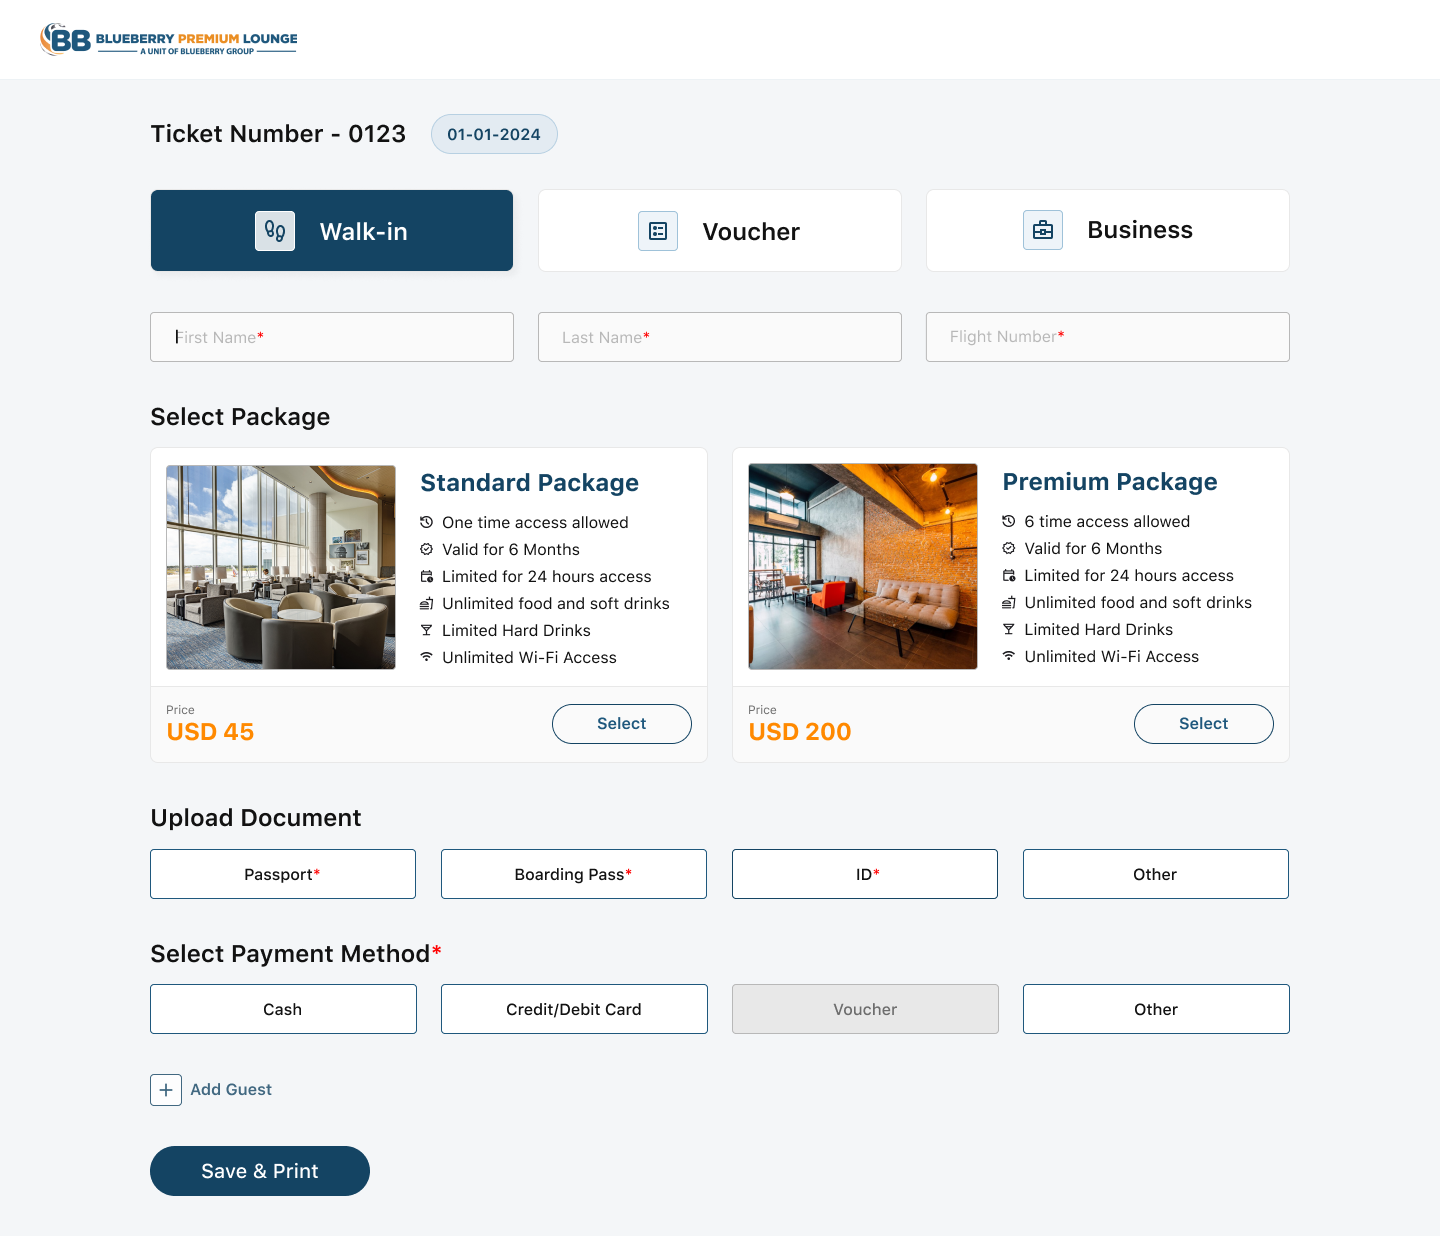 BB BLUEBERRY PREMIUM LOUNGE
A UNIT OF BLUEBERRY GROUP
Ticket Number - 0123
01-01-2024
Walk-in
Voucher
Business
First Name*
Last Name*
Flight Number*
Select Package
Standard Package
One time access allowed
Valid for 6 Months
Limited for 24 hours access
Unlimited food and soft drinks
Limited Hard Drinks
Unlimited Wi-Fi Access
Price
USD 45
Select
Premium Package
6 time access allowed
Valid for 6 Months
Limited for 24 hours access
Unlimited food and soft drinks
Limited Hard Drinks
Unlimited Wi-Fi Access
Price
USD 200
Select
Upload Document
Passport*
Boarding Pass*
ID*
Other
Select Payment Method*
Cash
Credit/Debit Card
Voucher
Other
Add Guest
Save & Print